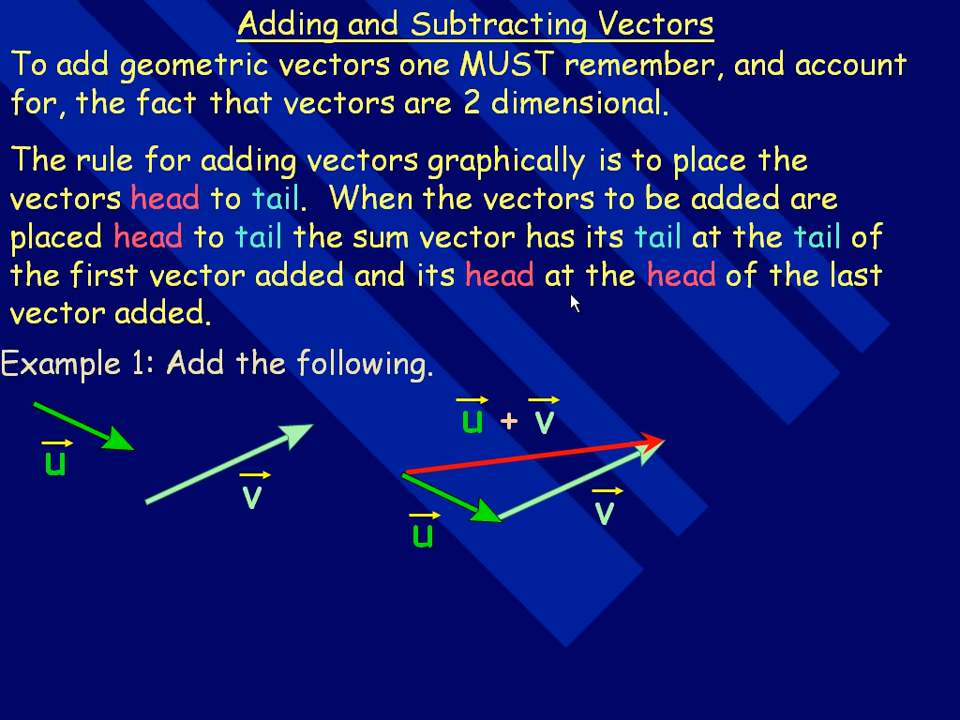 Adding and Subtracting Vectors
To add geometric vectors one MUST remember, and account
for, the fact that vectors are 2 dimensional.
The rule for adding vectors graphically is to place the
vectors head to tail. When the vectors to be added are
placed head to tail the sum vector has its tail at the tail of
the first vector added and its head at the head of the last
vector added.
Example 1: Add the following.
u
v
u + v
u
v